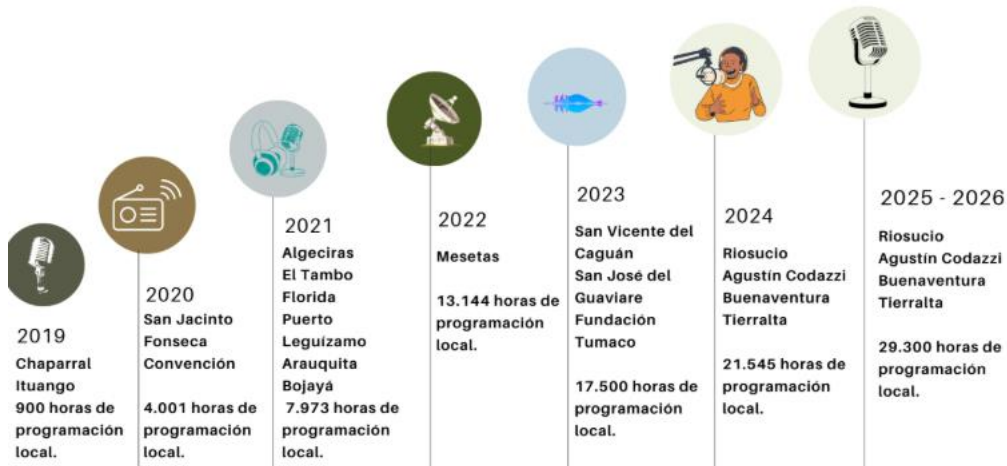 2019
Chaparral
Ituango
900 horas de
programación
local.
2020
San Jacinto
Fonseca
Convención
4.001 horas de
programación
local.
2021
Algeciras
El Tambo
Florida
Puerto
Leguízamo
Arauquita
Bojayá
7.973 horas de
programación
local.
2022
Mesetas
13.144 horas de
programación
local.
2023
San Vicente del
Caguán
San José del
Guaviare
Fundación
Tumaco
17.500 horas de
programación
local.
2024
Riosucio
Agustín Codazzi
Buenaventura
Tierralta
21.545 horas de
programación
local.
2025 - 2026
Riosucio
Agustín Codazzi
Buenaventura
Tierralta
29.300 horas de
programación
local.